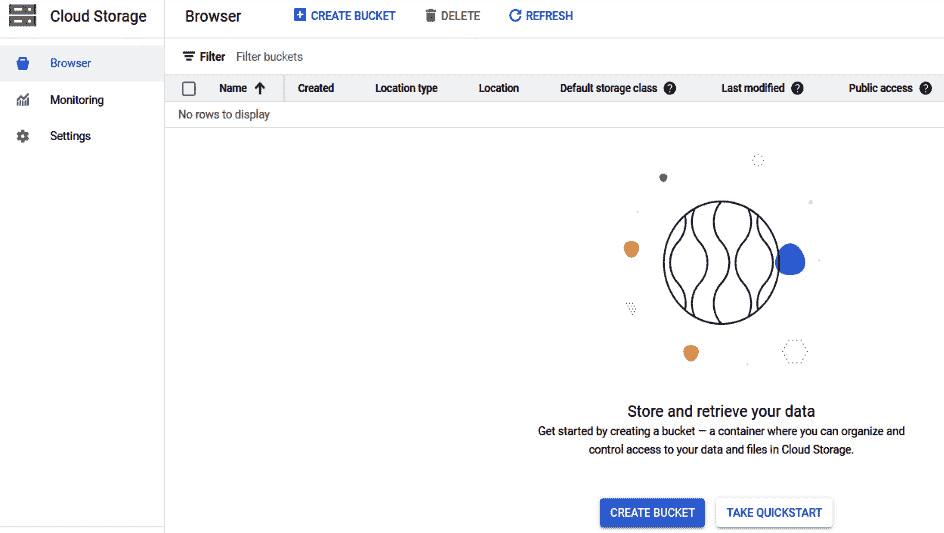 Cloud Storage
Browser
CREATE BUCKET
DELETE
REFRESH
Browser
Monitoring
Settings
Filter Filter buckets
Name Created Location type Location Default storage class ? Last modified ? Public access ?
No rows to display
Store and retrieve your data
Get started by creating a bucket — a container where you can organize and
control access to your data and files in Cloud Storage.
CREATE BUCKET
TAKE QUICKSTART